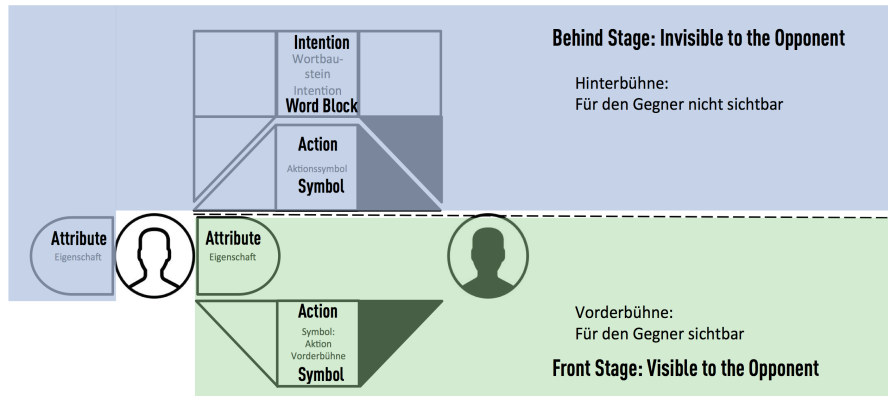 Intention
Wortbau-
stein
Intention
Word Block
Behind Stage: Invisible to the Opponent
Hinterbühne:
Für den Gegner nicht sichtbar
Action
Aktionssymbol
Symbol
Attribute
Eigenschaft
Attribute
Eigenschaft
Action
Symbol:
Aktion
Vorderbühne
Symbol
Vorderbühne:
Für den Gegner sichtbar
Front Stage: Visible to the Opponent